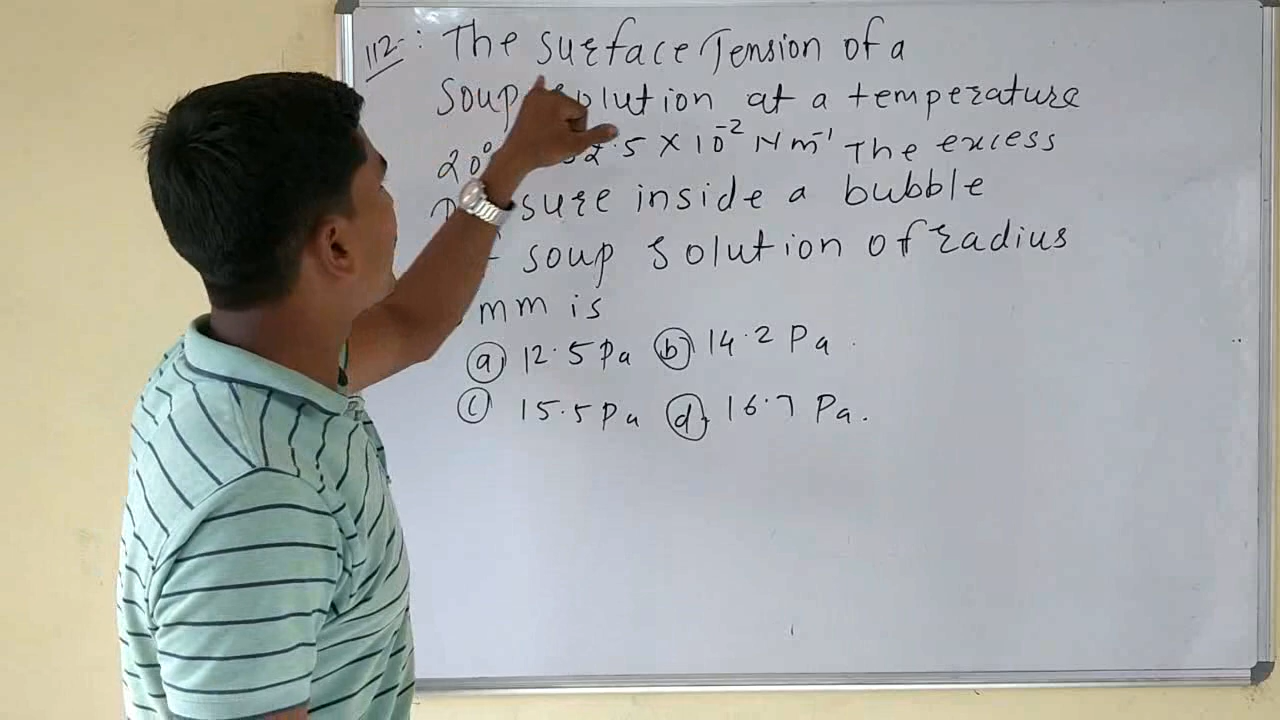 112- : The surface Tension of a
Soup solution at a temperature
20° 2.5 × 10⁻² N m⁻¹ The excess
sure inside a bubble
soup solution of radius
mm is
(a) 12.5 Pa (b) 14.2 Pa
(c) 15.5 Pa (d) 16.7 Pa.